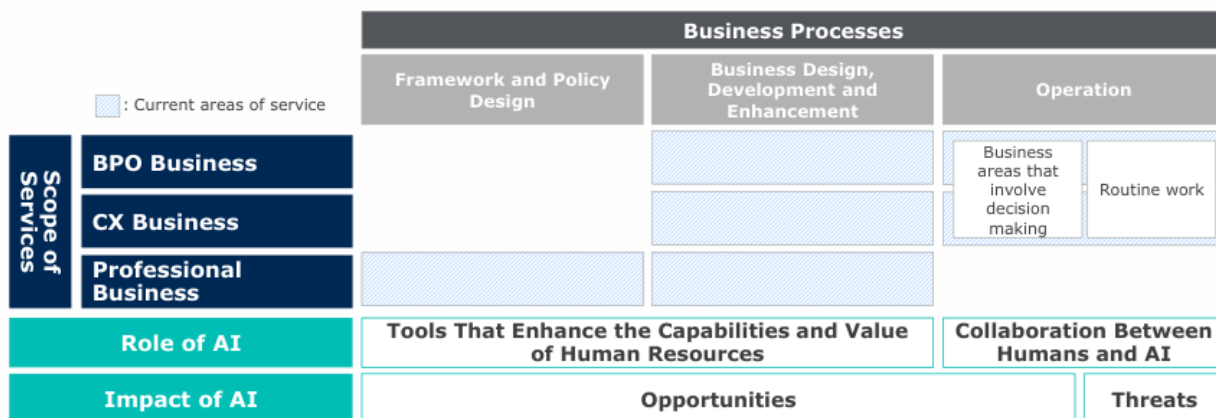 Business Processes
Framework and Policy
Design
Business Design,
Development and
Enhancement
Operation
: Current areas of service
Scope of
Services
BPO Business
CX Business
Professional
Business
Business
areas that
involve
decision
making
Routine work
Role of AI
Tools That Enhance the Capabilities and Value
of Human Resources
Collaboration Between
Humans and AI
Impact of AI
Opportunities
Threats